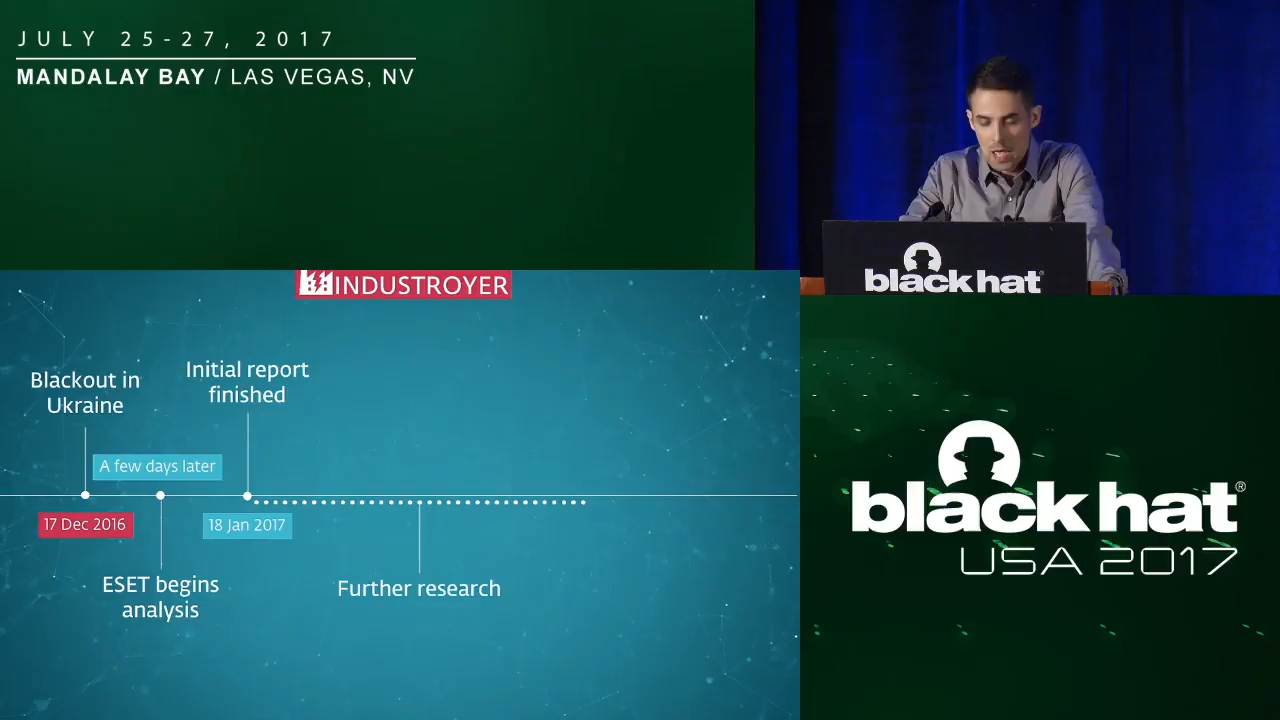 JULY 25-27, 2017
MANDALAY BAY / LAS VEGAS, NV
black hat®
INDUSTROYER
Blackout in
Ukraine
Initial report
finished
A few days later
17 Dec 2016
18 Jan 2017
ESET begins
analysis
Further research
black hat®
USA 2017